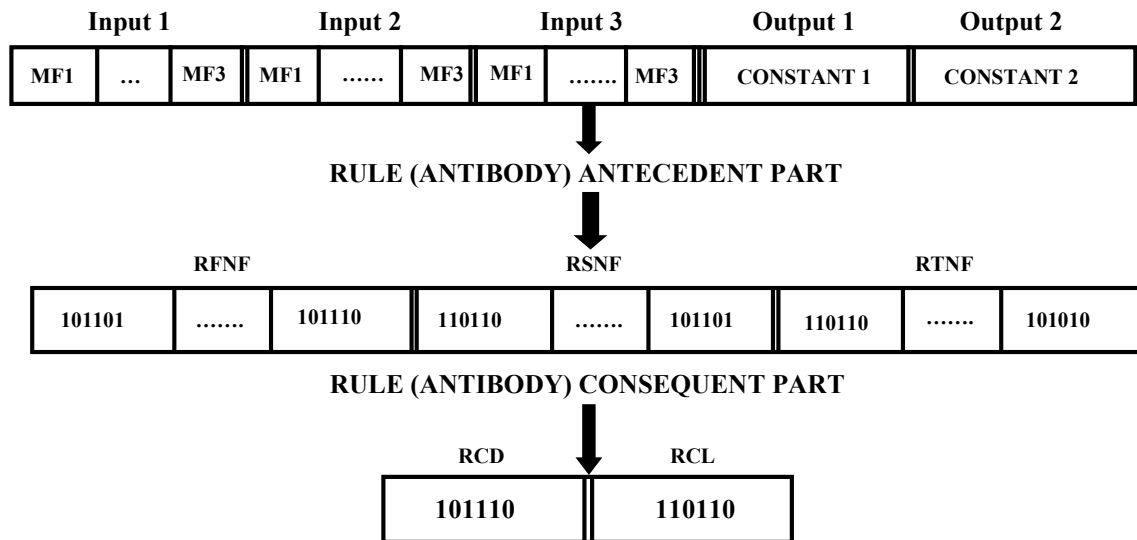 Input 1 Input 2 Input 3 Output 1 Output 2
MF1 ... MF3 MF1 ...... MF3 MF1 ....... MF3 CONSTANT 1 CONSTANT 2
RULE (ANTIBODY) ANTECEDENT PART
RFNF RSNF RTNF
101101 ....... 101110 110110 ....... 101101 110110 ....... 101010
RULE (ANTIBODY) CONSEQUENT PART
RCD RCL
101110 110110